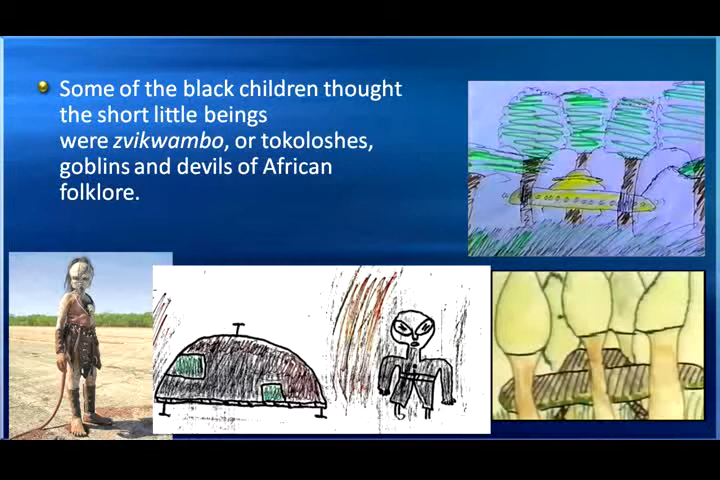 Some of the black children thought
the short little beings
were zvikwambo, or tokoloshes,
goblins and devils of African
folklore.